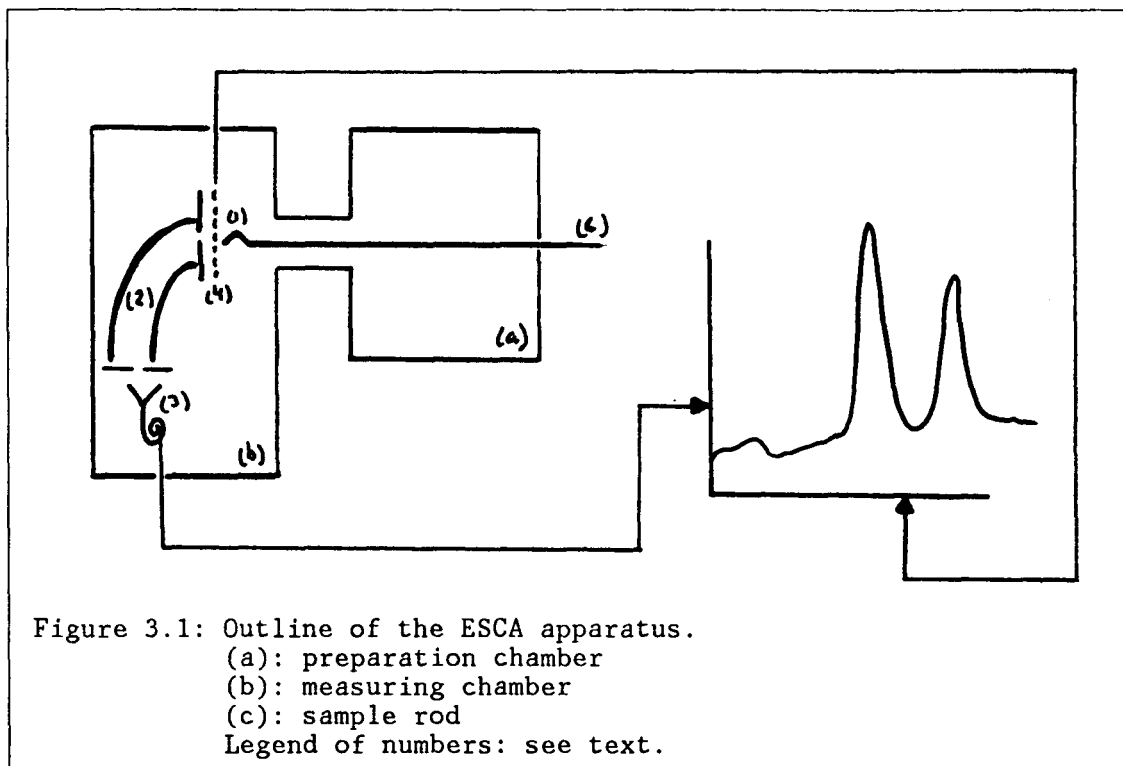 (1)
(c)
(2)
(4)
(a)
(3)
(b)
Figure 3.1: Outline of the ESCA apparatus.
(a): preparation chamber
(b): measuring chamber
(c): sample rod
Legend of numbers: see text.